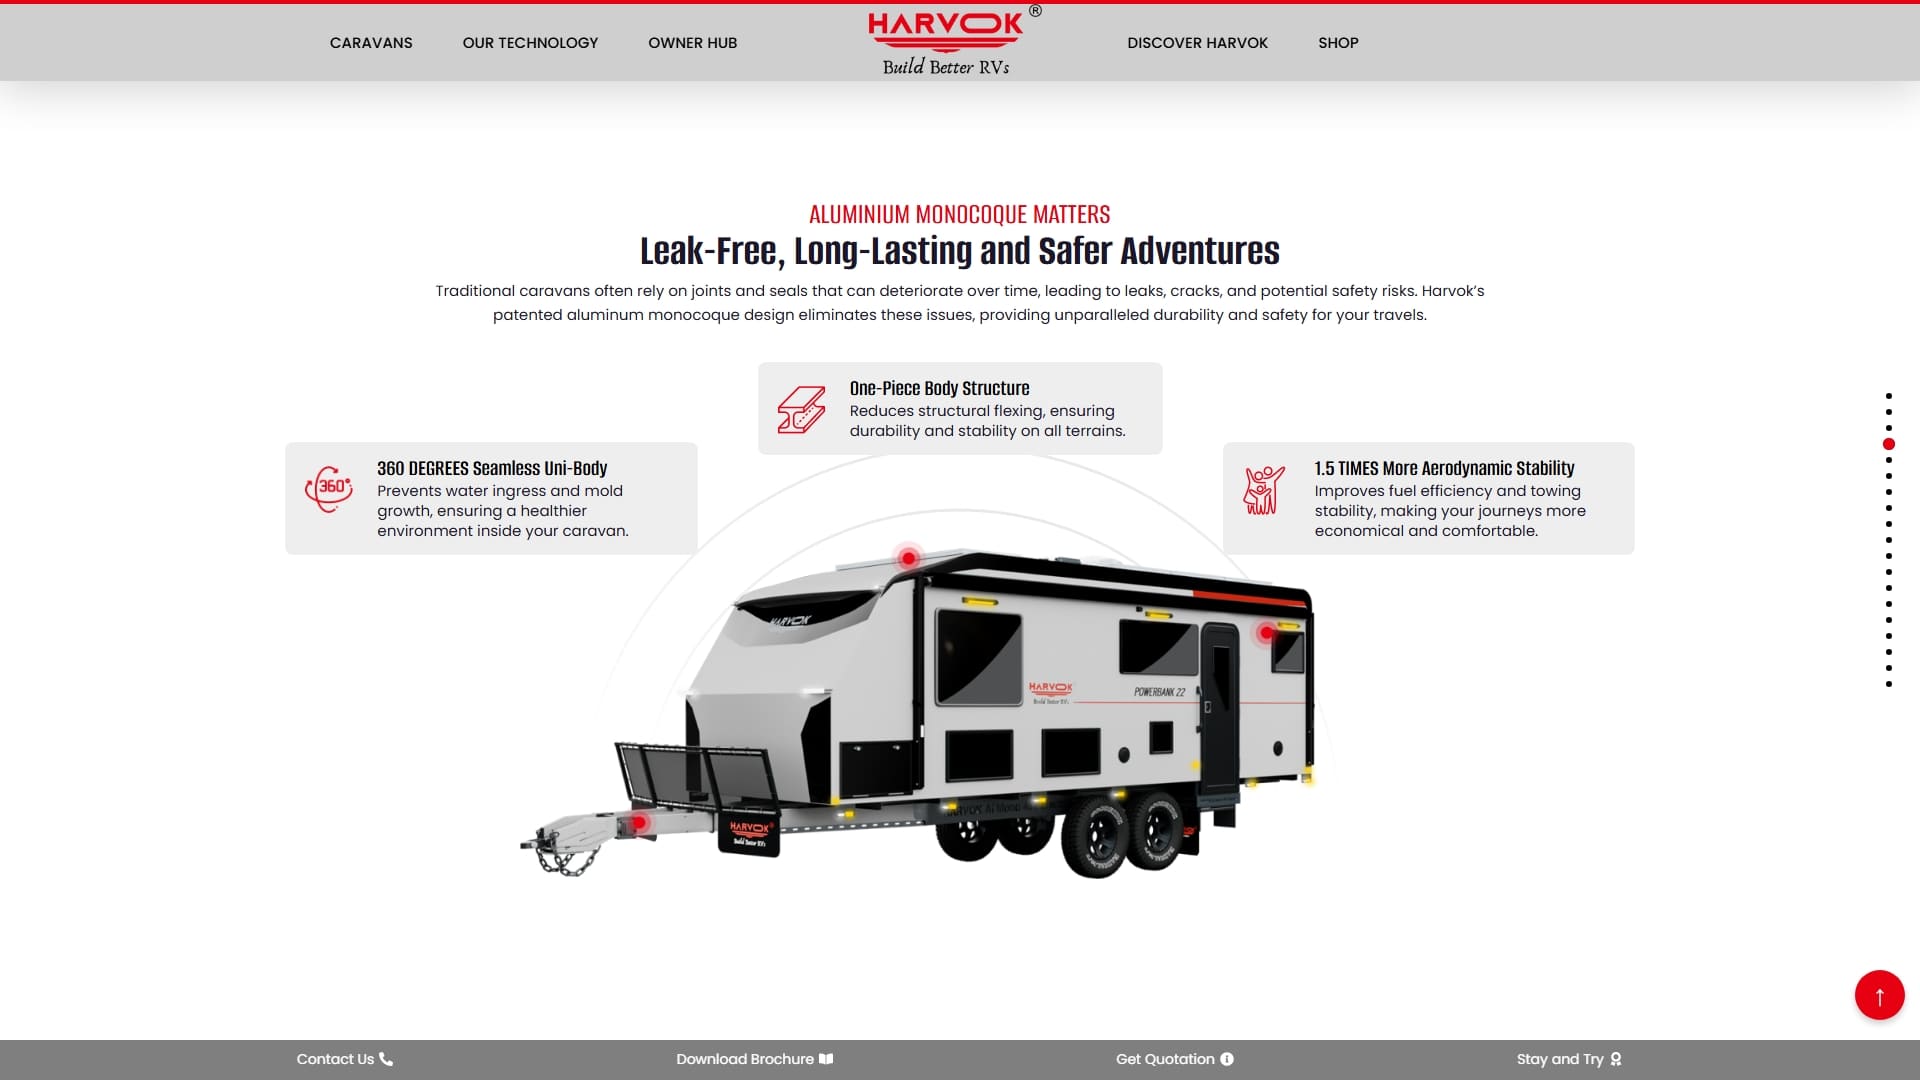 CARAVANS
OUR TECHNOLOGY
OWNER HUB
HARVOK®
Build Better RVs
DISCOVER HARVOK
SHOP
ALUMINIUM MONOCOQUE MATTERS
Leak-Free, Long-Lasting and Safer Adventures
Traditional caravans often rely on joints and seals that can deteriorate over time, leading to leaks, cracks, and potential safety risks. Harvok’s
patented aluminum monocoque design eliminates these issues, providing unparalleled durability and safety for your travels.
One-Piece Body Structure
Reduces structural flexing, ensuring
durability and stability on all terrains.
360°
360 DEGREES Seamless Uni-Body
Prevents water ingress and mold
growth, ensuring a healthier
environment inside your caravan.
1.5 TIMES More Aerodynamic Stability
Improves fuel efficiency and towing
stability, making your journeys more
economical and comfortable.
HARVOK
HARVOK
Build Better RVs
POWERBANK 22
HARVOK
Build Better RVs
Contact Us
Download Brochure
Get Quotation
Stay and Try